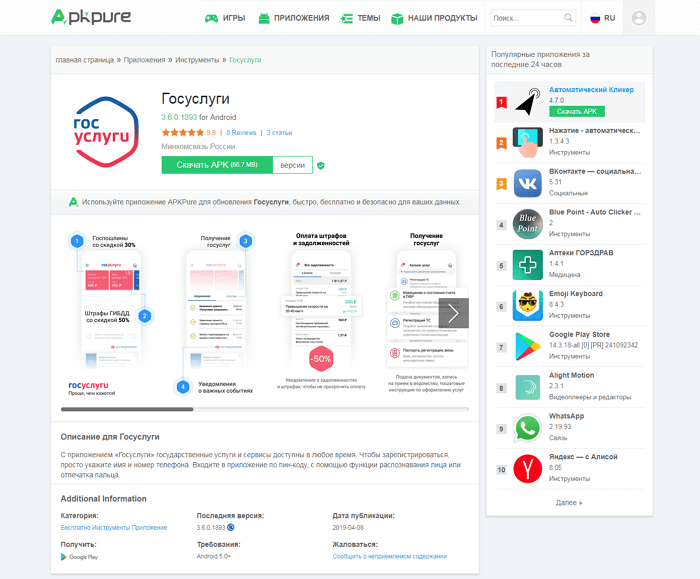 Apkpure
ИГРЫ
ПРИЛОЖЕНИЯ
ТЕМЫ
НАШИ ПРОДУКТЫ
Поиск...
RU
главная страница » Приложения » Инструменты » Госуслуги
гос
услуги
Госуслуги
3.6.0.1893 for Android
9.8 | 8 Reviews | 3 статьи
Минкомсвязь России
Скачать APK (66.7 MB)
версии
Используйте приложение APKPure для обновления Госуслуги, быстро, бесплатно и безопасно для ваших данных.
1
Госпошлины
со скидкой 30%
Штрафы ГИБДД
со скидкой 50%
2
госуслуги
Проще, чем кажется!
Получение
госуслуг
3
4
Уведомления
о важных событиях
Оплата штрафов
и задолженностей
-50%
Уведомления о задолженностях
и штрафах, чтобы не просрочить оплату
Получение
госуслуг
Каталог услуг
Регистрация ТС
Паспорта, регистрации, визы
Подача документов, запись
на прием в ведомство, пошаговые
инструкции по оформлению услуг
Описание для Госуслуги
С приложением «Госуслуги» государственные услуги и сервисы доступны в любое время. Чтобы зарегистрироваться,
просто укажите имя и номер телефона. Входите в приложение по пин-коду, с помощью функции распознавания лица или
отпечатка пальца.
Additional Information
Категория:
Бесплатно Инструменты Приложение
Последняя версия:
3.6.0.1893
Дата публикации:
2019-04-08
Получить:
Google Play
Требования:
Android 5.0+
Жаловаться:
Сообщить о неприемлемом содержании
Популярные приложения за
последние 24 часов
1
Автоматический Кликер
4.7.0
Скачать APK
2
Нажатие - автоматическ...
1.3.4.3
Инструменты
3
ВКонтакте — социальна...
5.31
Социальные
4
Blue
Point
Blue Point - Auto Clicker ...
2
Инструменты
5
Аптеки ГОРЗДРАВ
1.4.1
Медицина
6
Emoji Keyboard
8.4.3
Инструменты
7
Google Play Store
14.3.18-all [0] [PR] 241092342
Инструменты
8
Alight Motion
2.3.1
Видеоплееры и редакторы
9
WhatsApp
2.19.93
Связь
10
Яндекс — с Алисой
8.05
Инструменты
Далее »